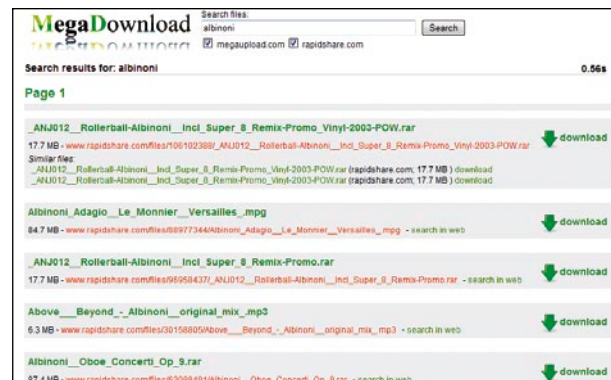 MegaDownload
Search files:
albinoni
Search
megaupload.com rapidshare.com
Search results for: albinoni 0.56s
Page 1
_ANJ012__Rollerball-Albinoni__Incl_Super_8_Remix-Promo_Vinyl-2003-POW.rar
17.7 MB - www.rapidshare.com/files/106102388/_ANJ012__Rollerball-Albinoni__Incl_Super_8_Remix-Promo_Vinyl-2003-POW.rar
download
Similar files:
_ANJ012__Rollerball-Albinoni__Incl_Super_8_Remix-Promo_Vinyl-2003-POW.rar (rapidshare.com; 17.7 MB ) download
_ANJ012__Rollerball-Albinoni__Incl_Super_8_Remix-Promo_Vinyl-2003-POW.rar (rapidshare.com; 17.7 MB ) download
Albinoni_Adagio__Le_Monnier__Versailles_.mpg
84.7 MB - www.rapidshare.com/files/88977344/Albinoni_Adagio__Le_Monnier__Versailles_.mpg - search in web
download
_ANJ012__Rollerball-Albinoni__Incl_Super_8_Remix-Promo.rar
17.7 MB - www.rapidshare.com/files/96958437/_ANJ012__Rollerball-Albinoni__Incl_Super_8_Remix-Promo.rar - search in web
download
Above___Beyond_-_Albinoni__original_mix_.mp3
6.3 MB - www.rapidshare.com/files/30158805/Above___Beyond_-_Albinoni__original_mix_.mp3 - search in web
download
Albinoni__Oboe_Concerti_Op_9.rar
download